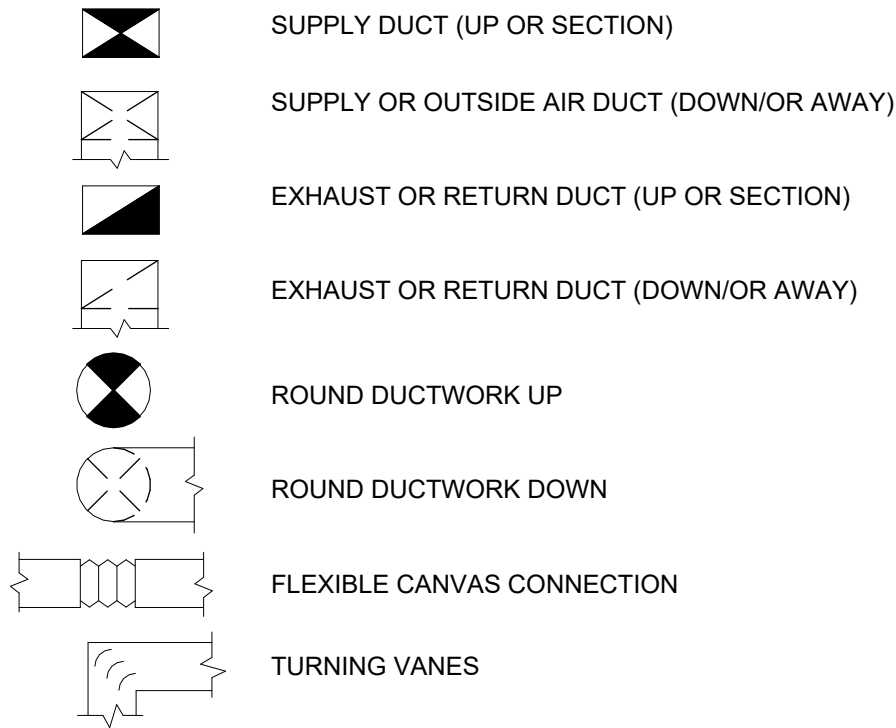 SUPPLY DUCT (UP OR SECTION)
SUPPLY OR OUTSIDE AIR DUCT (DOWN/OR AWAY)
EXHAUST OR RETURN DUCT (UP OR SECTION)
EXHAUST OR RETURN DUCT (DOWN/OR AWAY)
ROUND DUCTWORK UP
ROUND DUCTWORK DOWN
FLEXIBLE CANVAS CONNECTION
TURNING VANES